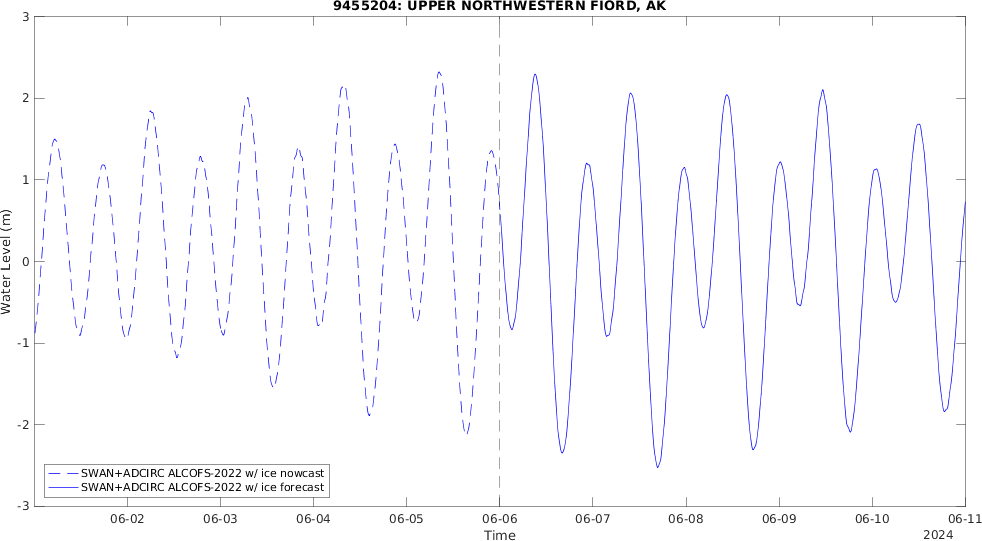 9455204: UPPER NORTHWESTERN FIORD, AK
3
2
1
0
-1
-2
-3
Water Level (m)
SWAN+ADCIRC ALCOFS-2022 w/ ice nowcast
SWAN+ADCIRC ALCOFS-2022 w/ ice forecast
06-02 06-03 06-04 06-05 06-06 06-07 06-08 06-09 06-10 06-11
Time
2024